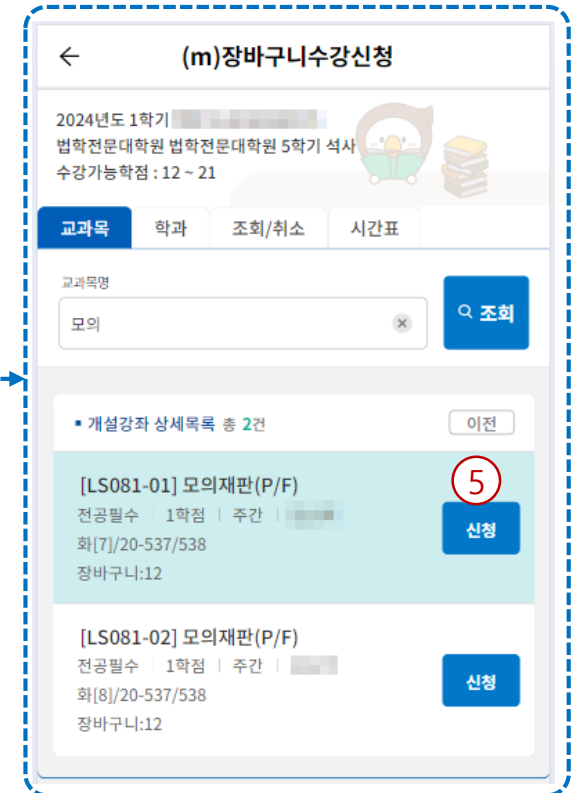 ← (m)장바구니수강신청
2024년도 1학기
법학전문대학원 법학전문대학원 5학기 석사
수강가능학점 : 12 ~ 21
교과목 학과 조회/취소 시간표
교과목명
모의
조회
▪ 개설강좌 상세목록 총 2건 이전
5
[LS081-01] 모의재판(P/F)
전공필수 | 1학점 | 주간 |
신청
화[7]/20-537/538
장바구니:12
[LS081-02] 모의재판(P/F)
전공필수 | 1학점 | 주간 |
신청
화[8]/20-537/538
장바구니:12